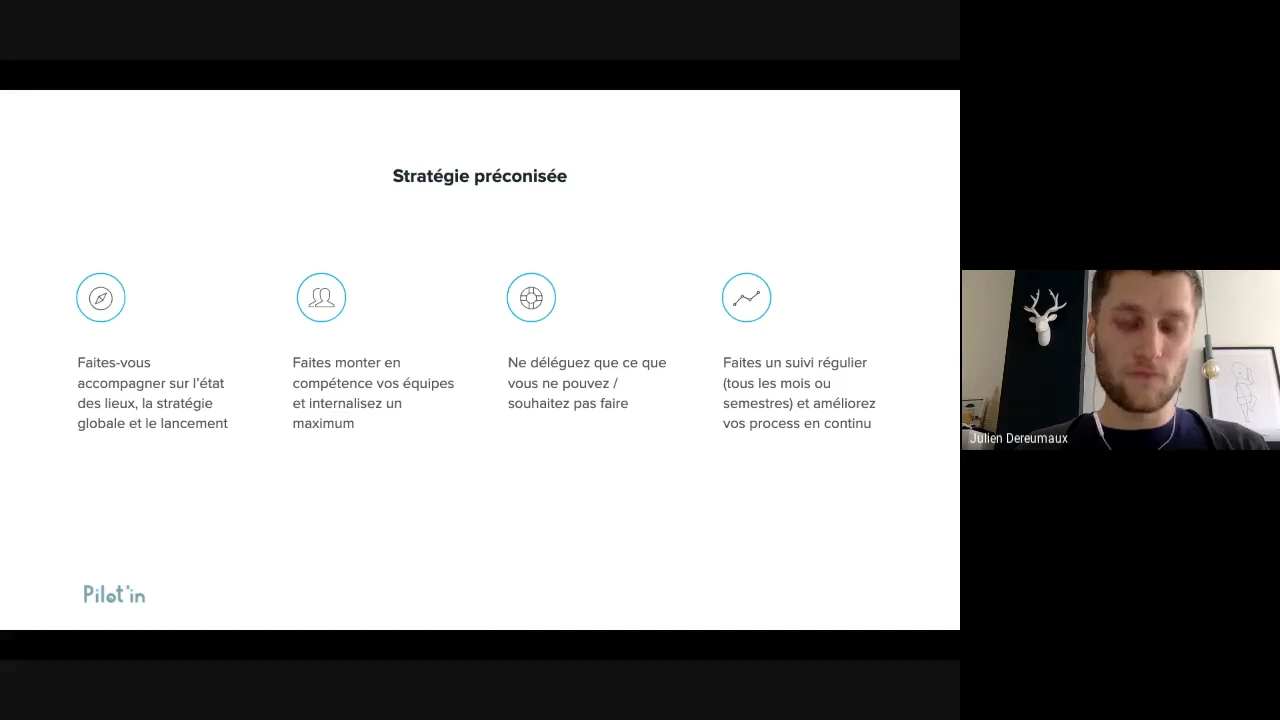 Stratégie préconisée
Faites-vous
accompagner sur l'état
des lieux, la stratégie
globale et le lancement
Faites monter en
compétence vos équipes
et internalisez un
maximum
Ne déléguez que ce que
vous ne pouvez /
souhaitez pas faire
Faites un suivi régulier
(tous les mois ou
semestres) et améliorez
vos process en continu
Pilot'in
Julien Dereumaux